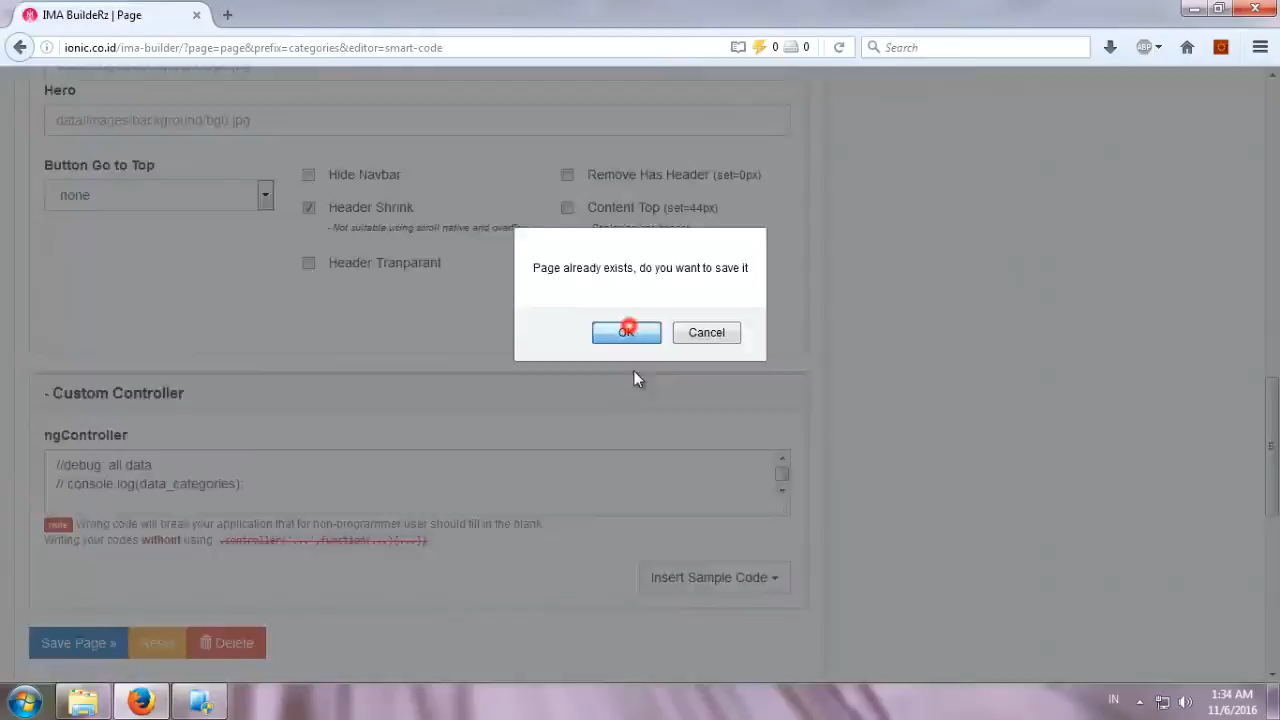 IMA BuildeRz | Page
ionic.co.id/ima-builder/?page=page&prefix=categories&editor=smart-code
0
0
Search
ABP
Hero
data/images/background/bg0.jpg
Button Go to Top
none
Hide Navbar
Remove Has Header (set=0px)
Header Shrink
Content Top (set=44px)
- Not suitable using scroll native and overflow
Header Tranparant
Page already exists, do you want to save it
OK
Cancel
- Custom Controller
ngController
//debug: all data
// console.log(data_categories);
note Wrong code will break your application that for non-programmer user should fill in the blank.
Writing your codes without using .controller('...',function(...){...})
Insert Sample Code
Save Page »
Reset
Delete
IN
1:34 AM
11/6/2016